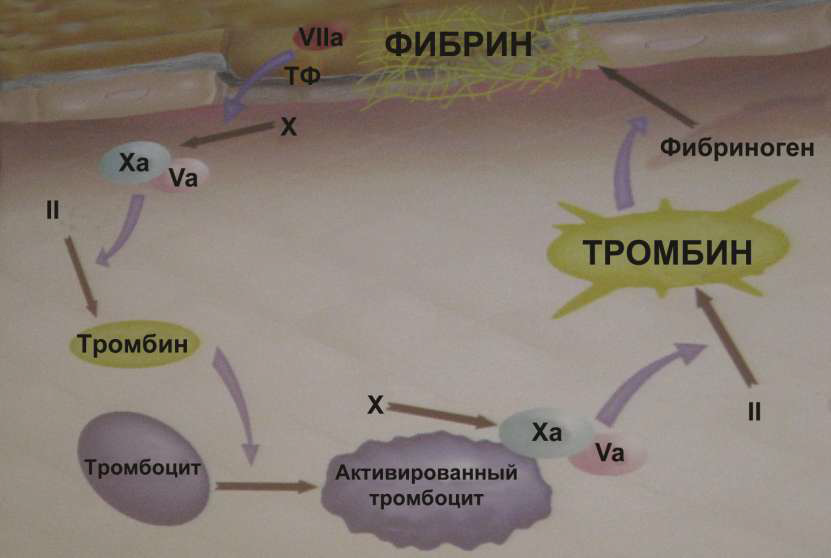 VIIa
ФИБРИН
ТФ
X
Фибриноген
Xa
Va
II
ТРОМБИН
Тромбин
X
II
Xa
Va
Тромбоцит
Активированный
тромбоцит